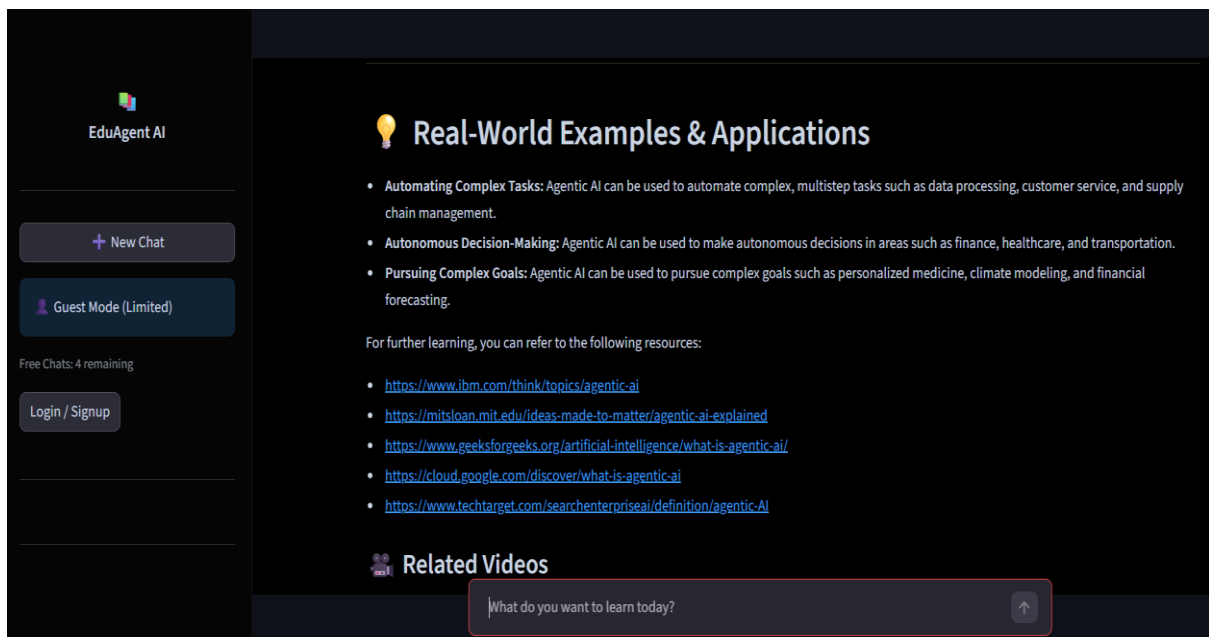 EduAgent AI
New Chat
Guest Mode (Limited)
Free Chats: 4 remaining
Login / Signup
Real-World Examples & Applications
• Automating Complex Tasks: Agentic AI can be used to automate complex, multistep tasks such as data processing, customer service, and supply
chain management.
• Autonomous Decision-Making: Agentic AI can be used to make autonomous decisions in areas such as finance, healthcare, and transportation.
• Pursuing Complex Goals: Agentic AI can be used to pursue complex goals such as personalized medicine, climate modeling, and financial
forecasting.
For further learning, you can refer to the following resources:
• https://www.ibm.com/think/topics/agentic-ai
• https://mitsloan.mit.edu/ideas-made-to-matter/agentic-ai-explained
• https://www.geeksforgeeks.org/artificial-intelligence/what-is-agentic-ai/
• https://cloud.google.com/discover/what-is-agentic-ai
• https://www.techtarget.com/searchenterpriseai/definition/agentic-AI
Related Videos
What do you want to learn today?